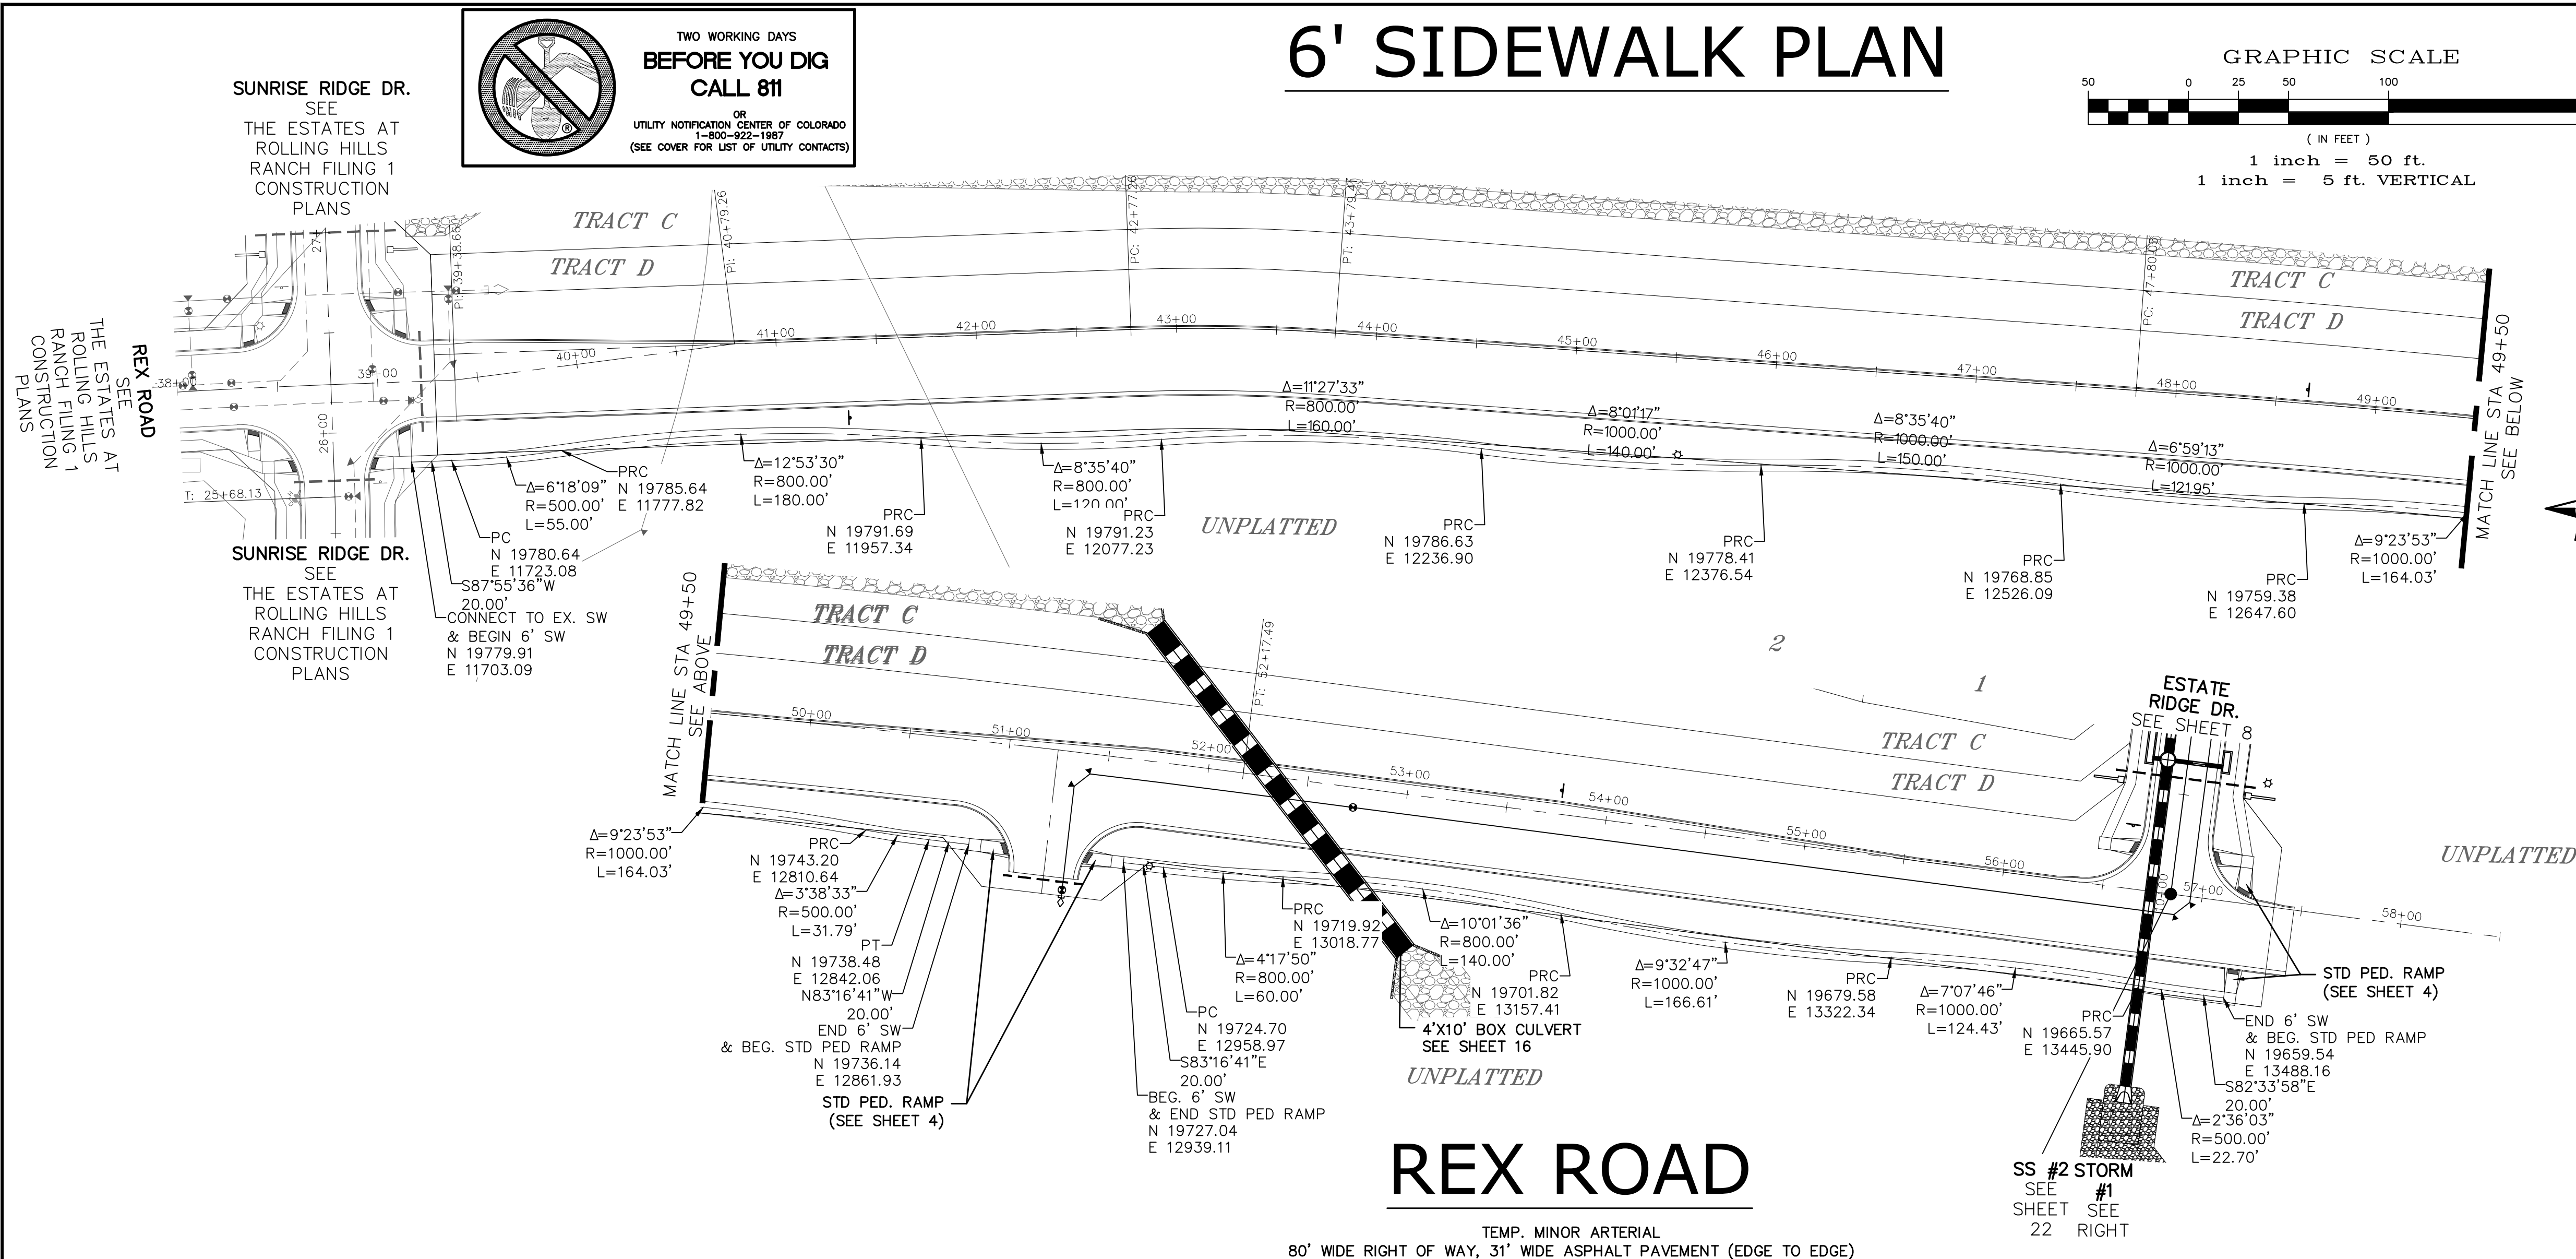 6' SIDEWALK PLAN
TWO WORKING DAYS
BEFORE YOU DIG
CALL 811
OR
UTILITY NOTIFICATION CENTER OF COLORADO
1-800-922-1987
(SEE COVER FOR LIST OF UTILITY CONTACTS)
®
GRAPHIC SCALE
50 0 25 50 100
( IN FEET )
1 inch = 50 ft.
1 inch = 5 ft. VERTICAL
SUNRISE RIDGE DR.
SEE
THE ESTATES AT
ROLLING HILLS
RANCH FILING 1
CONSTRUCTION
PLANS
REX ROAD
SEE
THE ESTATES AT
ROLLING HILLS
RANCH FILING 1
CONSTRUCTION
PLANS
SUNRISE RIDGE DR.
SEE
THE ESTATES AT
ROLLING HILLS
RANCH FILING 1
CONSTRUCTION
PLANS
TRACT C
TRACT D
TRACT C
TRACT D
27+
26+00
T: 25+68.13
PI: 39+38.66
PI: 40+79.26
PC: 42+77.26
PT: 43+79.41
PC: 47+80.05
38+00
39+00
40+00
41+00
42+00
43+00
44+00
45+00
46+00
47+00
48+00
49+00
MATCH LINE STA 49+50
SEE BELOW
Δ=11°27'33"
R=800.00'
L=160.00'
Δ=8°01'17"
R=1000.00'
L=140.00'
Δ=8°35'40"
R=1000.00'
L=150.00'
Δ=6°59'13"
R=1000.00'
L=121.95'
CONNECT TO EX. SW
& BEGIN 6' SW
N 19779.91
E 11703.09
S87°55'36"W
20.00'
PC
N 19780.64
E 11723.08
Δ=6°18'09"
R=500.00'
L=55.00'
PRC
N 19785.64
E 11777.82
Δ=12°53'30"
R=800.00'
L=180.00'
PRC
N 19791.69
E 11957.34
Δ=8°35'40"
R=800.00'
L=120.00'
PRC
N 19791.23
E 12077.23
UNPLATTED
PRC
N 19786.63
E 12236.90
PRC
N 19778.41
E 12376.54
PRC
N 19768.85
E 12526.09
PRC
N 19759.38
E 12647.60
Δ=9°23'53"
R=1000.00'
L=164.03'
MATCH LINE STA 49+50
SEE ABOVE
TRACT C
TRACT D
PT: 52+17.49
2
1
TRACT C
TRACT D
ESTATE
RIDGE DR.
SEE SHEET 8
UNPLATTED
50+00
51+00
52+00
53+00
54+00
55+00
56+00
57+00
58+00
10+00
Δ=9°23'53"
R=1000.00'
L=164.03'
PRC
N 19743.20
E 12810.64
Δ=3°38'33"
R=500.00'
L=31.79'
PT
N 19738.48
E 12842.06
N83°16'41"W
20.00'
END 6' SW
& BEG. STD PED RAMP
N 19736.14
E 12861.93
STD PED. RAMP
(SEE SHEET 4)
BEG. 6' SW
& END STD PED RAMP
N 19727.04
E 12939.11
S83°16'41"E
20.00'
PC
N 19724.70
E 12958.97
Δ=4°17'50"
R=800.00'
L=60.00'
PRC
N 19719.92
E 13018.77
Δ=10°01'36"
R=800.00'
L=140.00'
PRC
N 19701.82
E 13157.41
4'X10' BOX CULVERT
SEE SHEET 16
UNPLATTED
Δ=9°32'47"
R=1000.00'
L=166.61'
PRC
N 19679.58
E 13322.34
Δ=7°07'46"
R=1000.00'
L=124.43'
PRC
N 19665.57
E 13445.90
STD PED. RAMP
(SEE SHEET 4)
END 6' SW
& BEG. STD PED RAMP
N 19659.54
E 13488.16
S82°33'58"E
20.00'
Δ=2°36'03"
R=500.00'
L=22.70'
SS #2
SEE
SHEET
22
STORM
#1
SEE
RIGHT
REX ROAD
TEMP. MINOR ARTERIAL
80' WIDE RIGHT OF WAY, 31' WIDE ASPHALT PAVEMENT (EDGE TO EDGE)